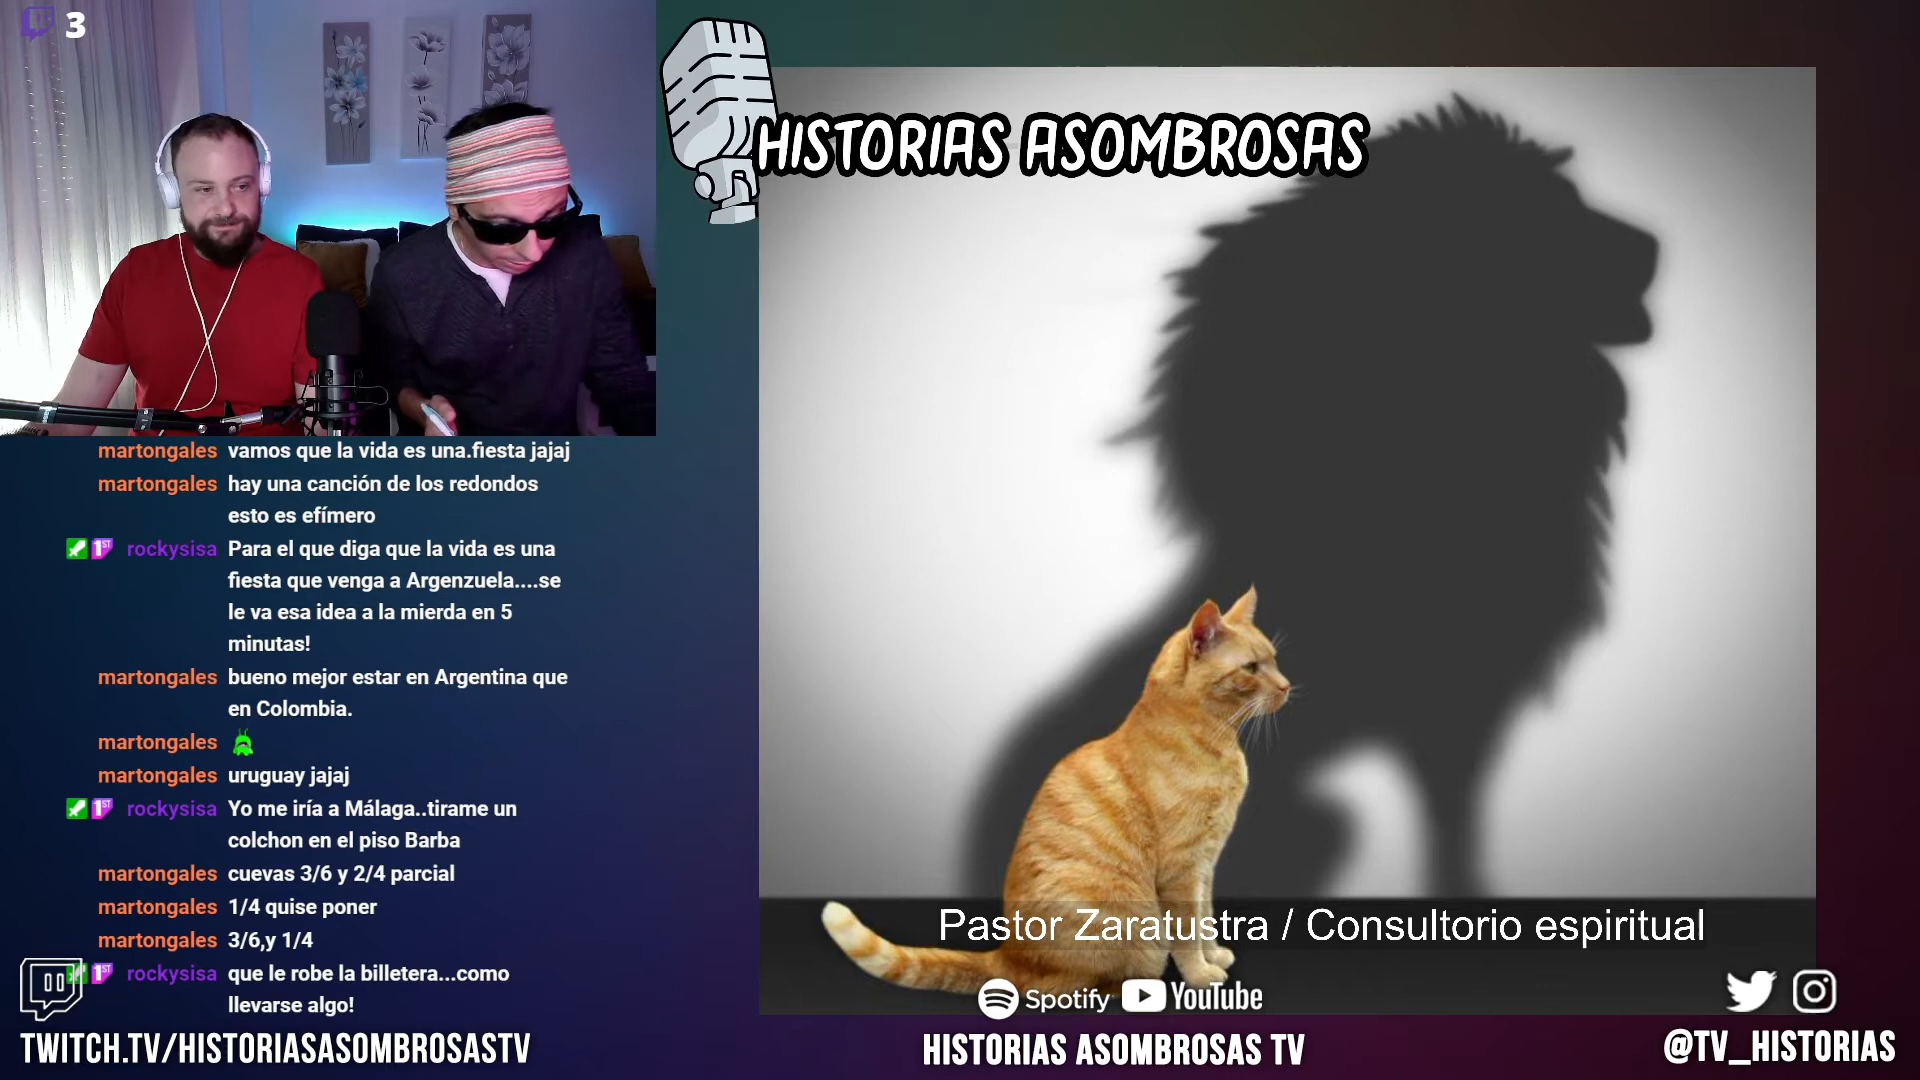 3
HISTORIAS ASOMBROSAS
martongales vamos que la vida es una.fiesta jajaj
martongales hay una canción de los redondos
esto es efímero
1ST rockysisa Para el que diga que la vida es una
fiesta que venga a Argenzuela....se
le va esa idea a la mierda en 5
minutas!
martongales bueno mejor estar en Argentina que
en Colombia.
martongales
martongales uruguay jajaj
1ST rockysisa Yo me iría a Málaga..tirame un
colchon en el piso Barba
martongales cuevas 3/6 y 2/4 parcial
martongales 1/4 quise poner
martongales 3/6,y 1/4
1ST rockysisa que le robe la billetera...como
llevarse algo!
TWITCH.TV/HISTORIASASOMBROSASTV
Pastor Zaratustra / Consultorio espiritual
Spotify YouTube
HISTORIAS ASOMBROSAS TV
@TV_HISTORIAS